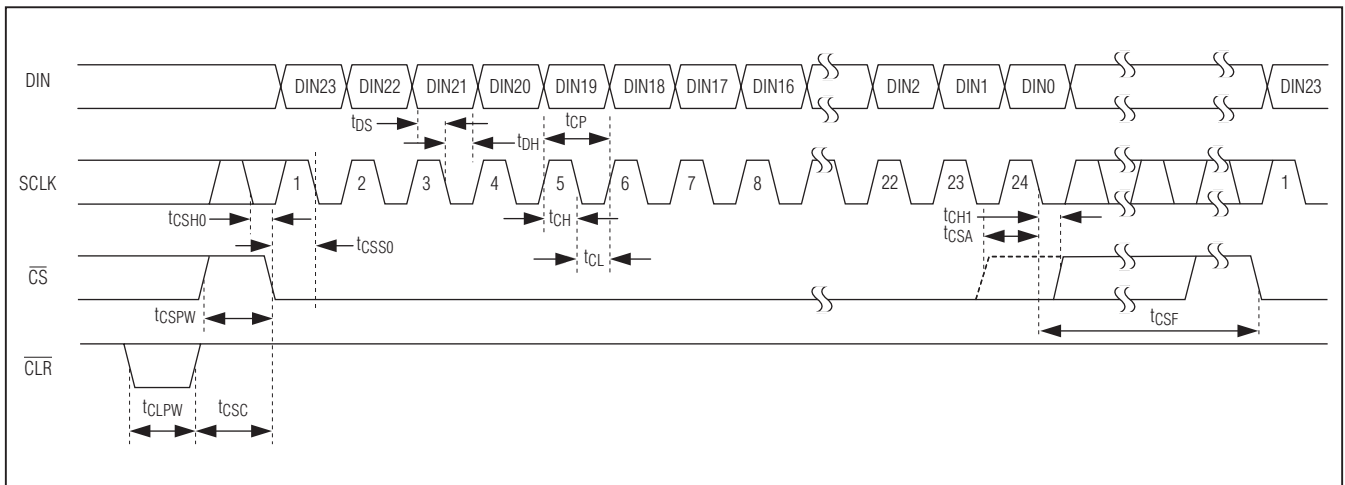 DIN
DIN23 DIN22 DIN21 DIN20 DIN19 DIN18 DIN17 DIN16 DIN2 DIN1 DIN0 DIN23
tDS
tDH
tCP
SCLK
1 2 3 4 5 6 7 8 22 23 24 1
tCSH0
tCSS0
tCH
tCL
tCH1
tCSA
CS
tCSPW
tCSF
CLR
tCLPW
tCSC